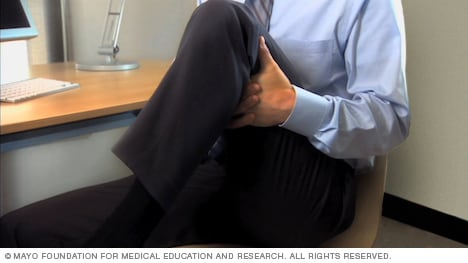 © MAYO FOUNDATION FOR MEDICAL EDUCATION AND RESEARCH. ALL RIGHTS RESERVED.